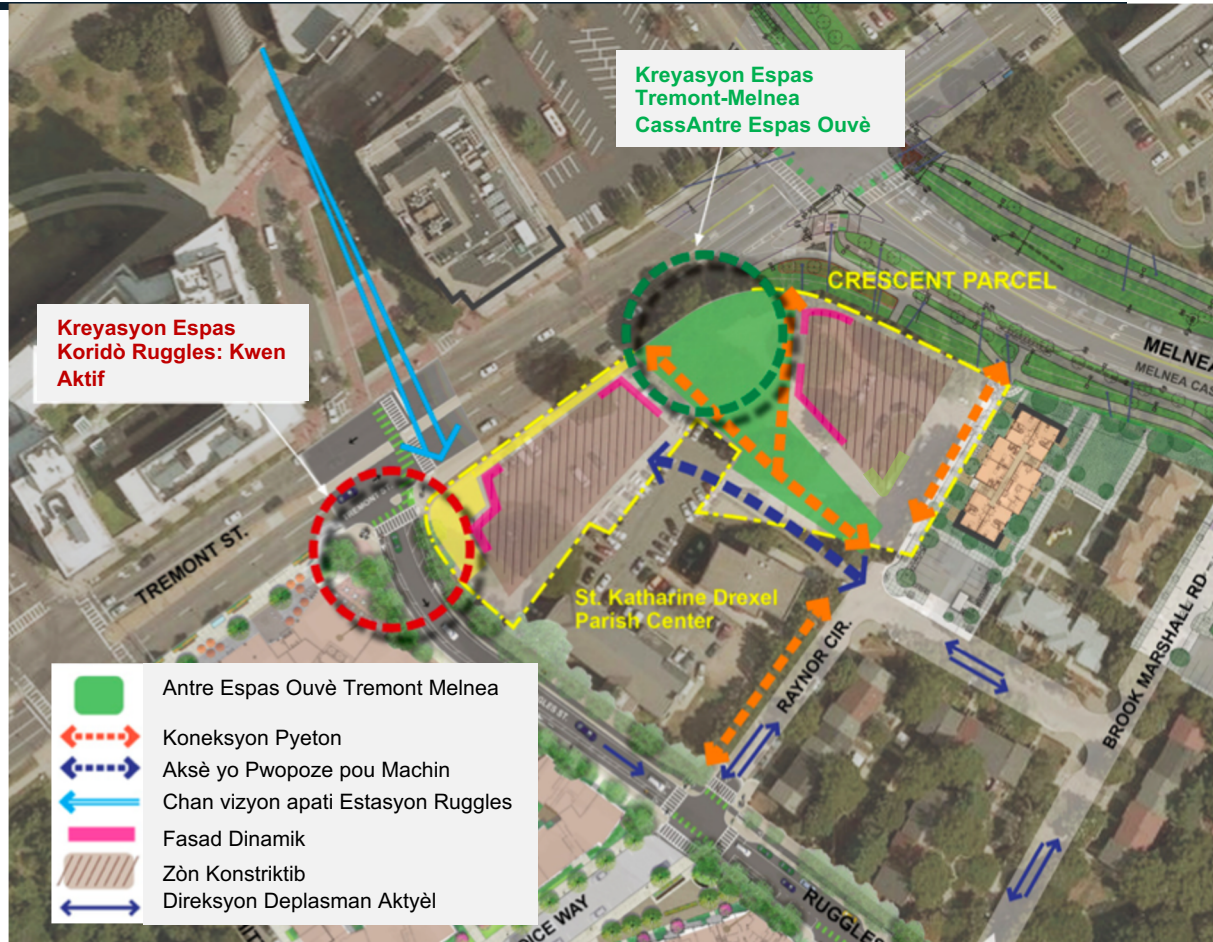 Kreyasyon Espas
Tremont-Melnea
CassAntre Espas Ouvè
CRESCENT PARCEL
Kreyasyon Espas
Koridò Ruggles: Kwen
Aktif
MELNEA
MELNEA CAS
TREMONT ST.
St. Katharine Drexel
Parish Center
RAYNOR CIR.
BROOK MARSHALL RD
Antre Espas Ouvè Tremont Melnea
Koneksyon Pyeton
Aksè yo Pwopoze pou Machin
Chan vizyon apati Estasyon Ruggles
Fasad Dinamik
Zòn Konstriktib
Direksyon Deplasman Aktyèl
RUGGLES